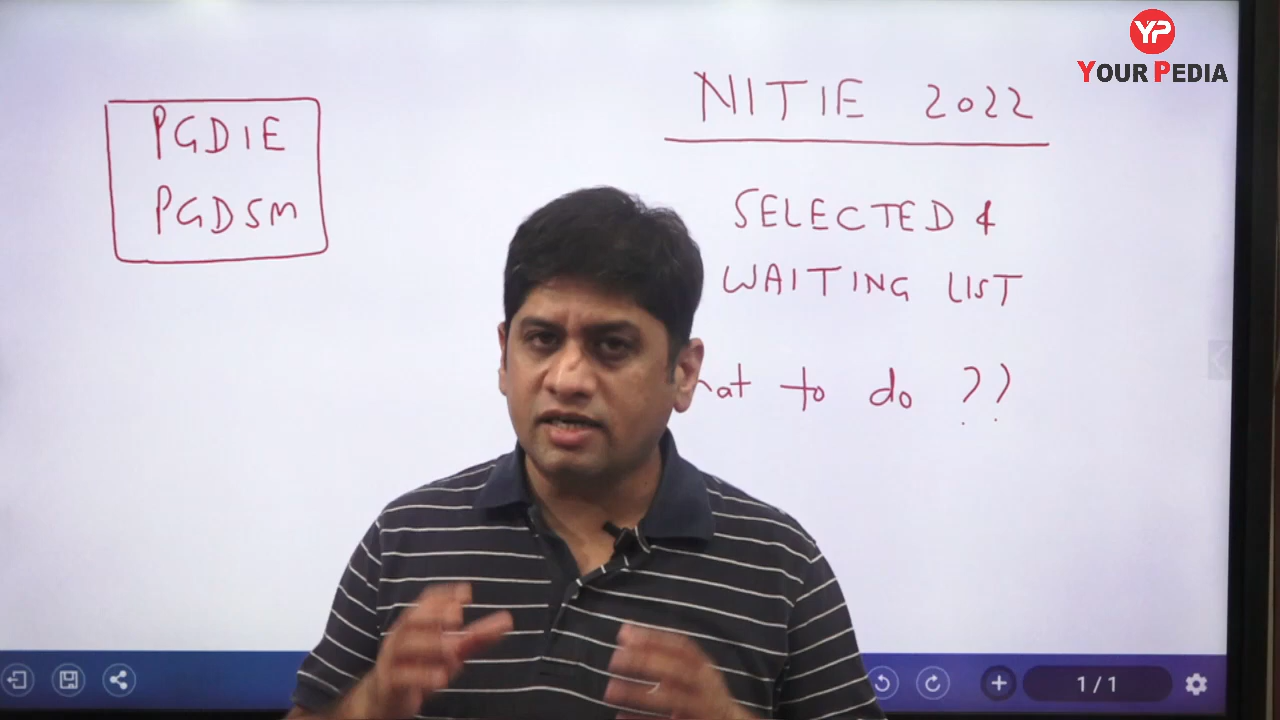 YP
YOUR PEDIA
PGDIE
PGDSM
NITIE 2022
SELECTED &
WAITING LIST
to do ??
1/1